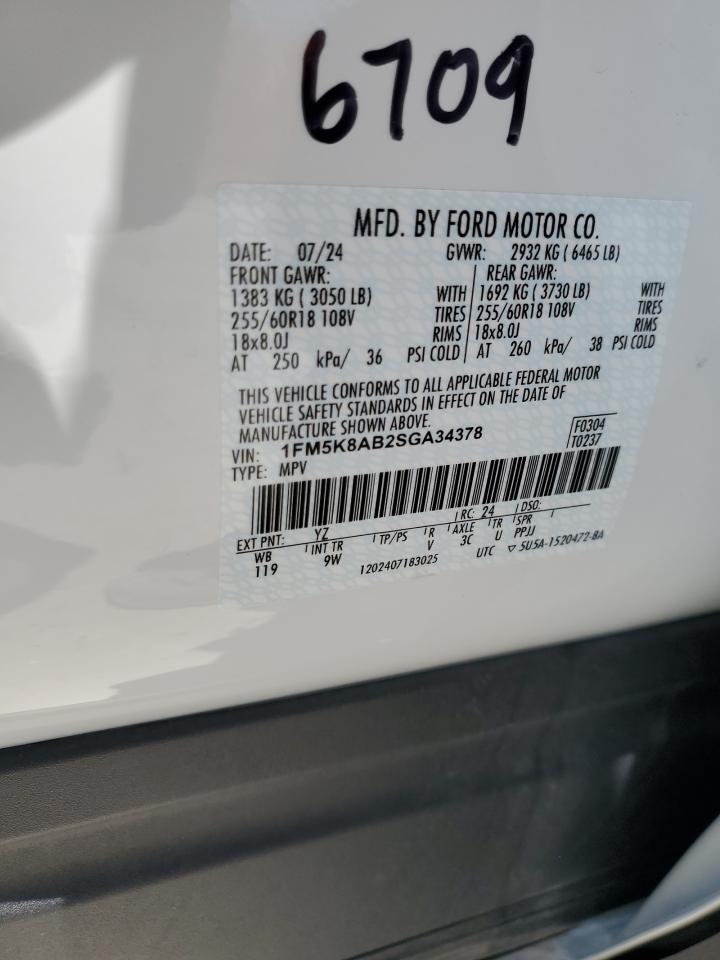 6709
MFD. BY FORD MOTOR CO.
DATE: 07/24 GVWR: 2932 KG ( 6465 LB)
FRONT GAWR: REAR GAWR:
1383 KG ( 3050 LB) WITH 1692 KG ( 3730 LB) WITH
255/60R18 108V TIRES 255/60R18 108V TIRES
18x8.0J RIMS 18x8.0J RIMS
AT 250 kPa/ 36 PSI COLD AT 260 kPa/ 38 PSI COLD
THIS VEHICLE CONFORMS TO ALL APPLICABLE FEDERAL MOTOR
VEHICLE SAFETY STANDARDS IN EFFECT ON THE DATE OF
MANUFACTURE SHOWN ABOVE.
VIN: 1FM5K8AB2SGA34378 F0304
TYPE: MPV T0237
EXT PNT: YZ RC: 24 DSO:
WB INT TR TP/PS R AXLE TR SPR
119 9W V 3C U PPJJ
1202407183025 UTC ▽ 5U5A-1520472-BA